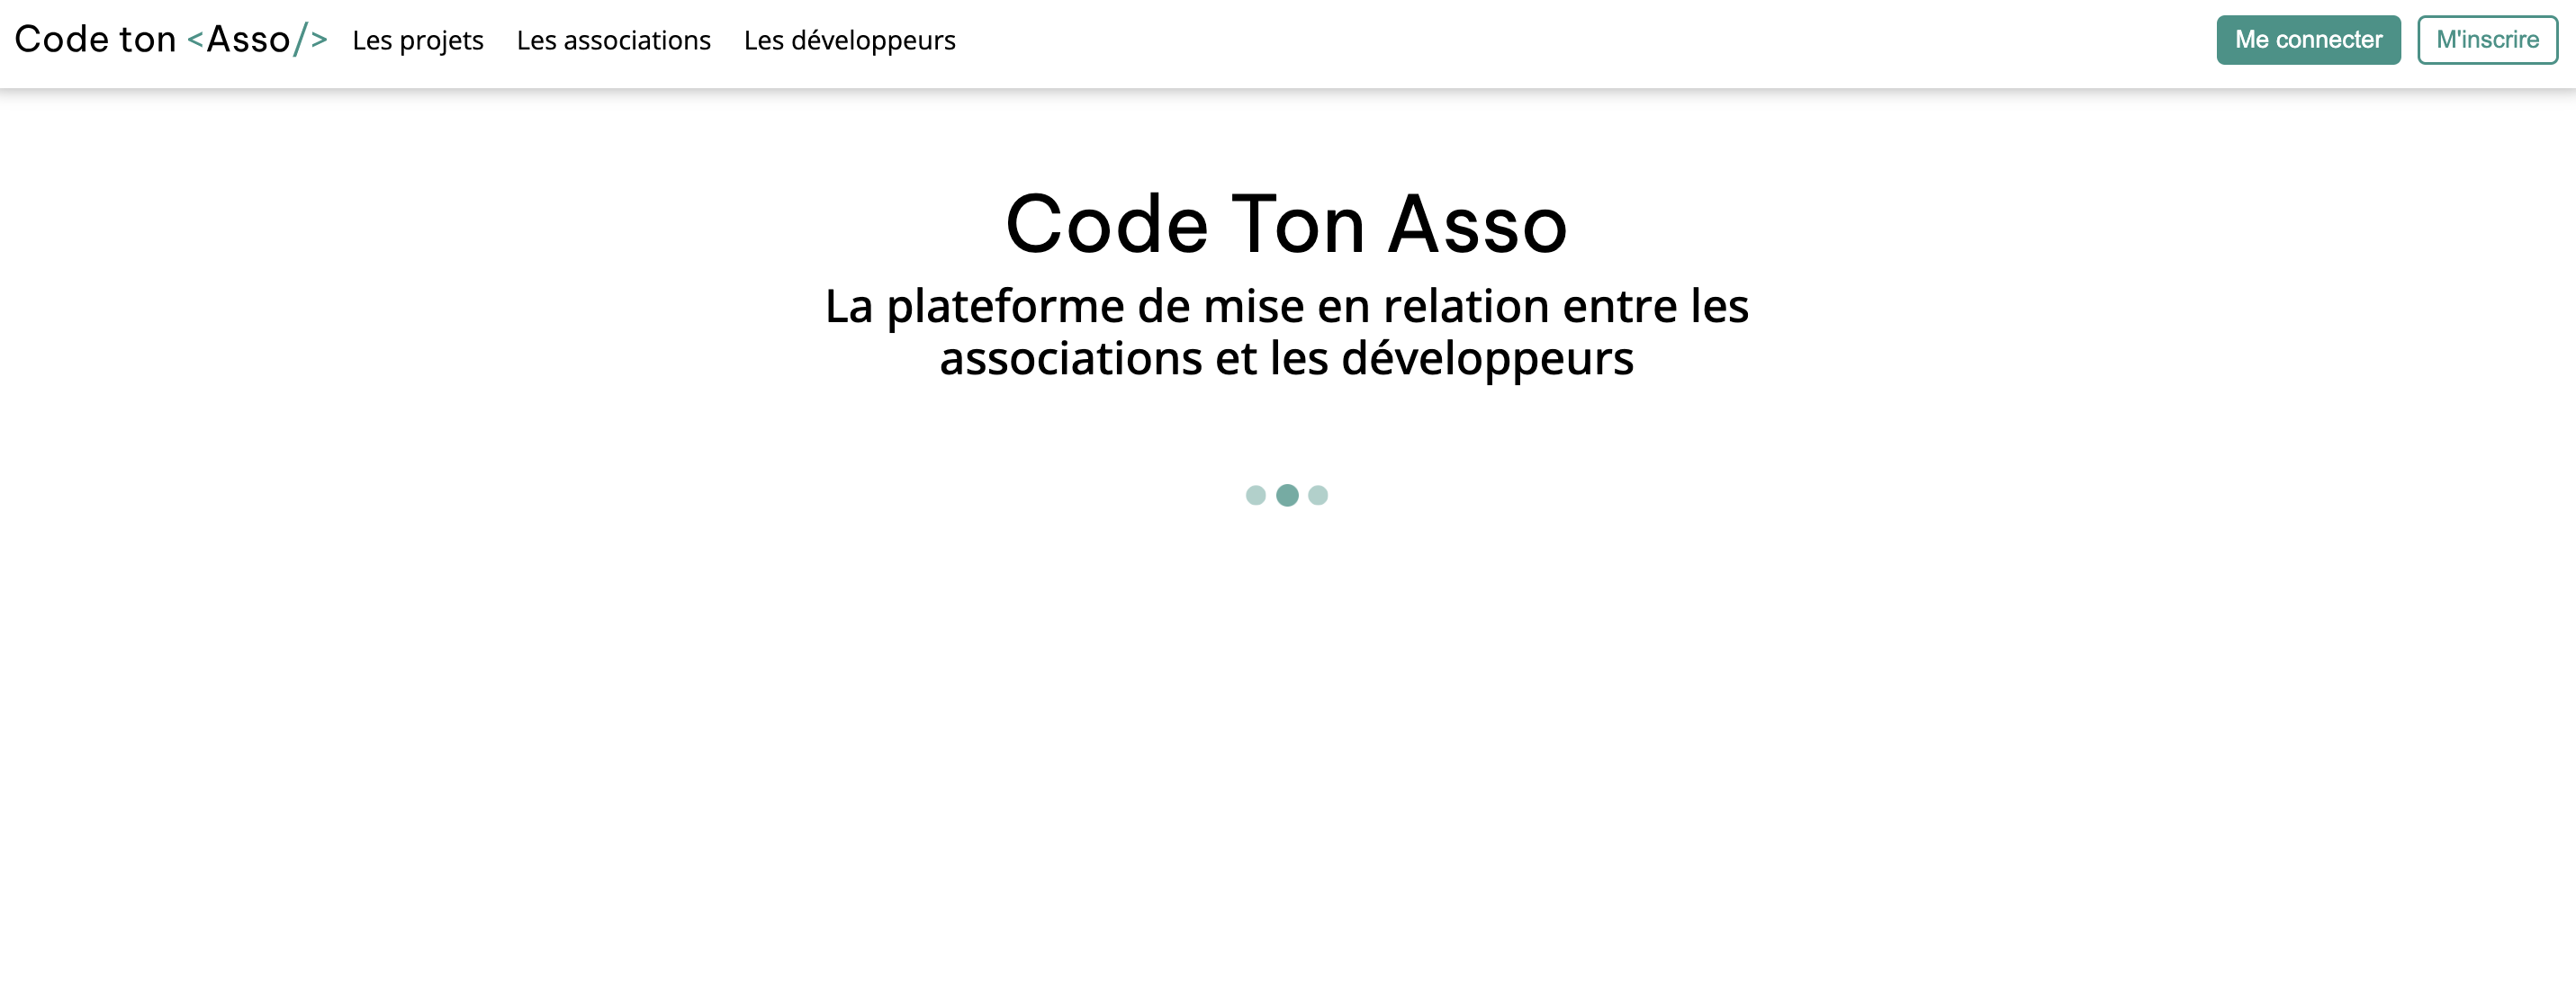 Code ton <Asso/> Les projets Les associations Les développeurs Me connecter M'inscrire
Code Ton Asso
La plateforme de mise en relation entre les
associations et les développeurs